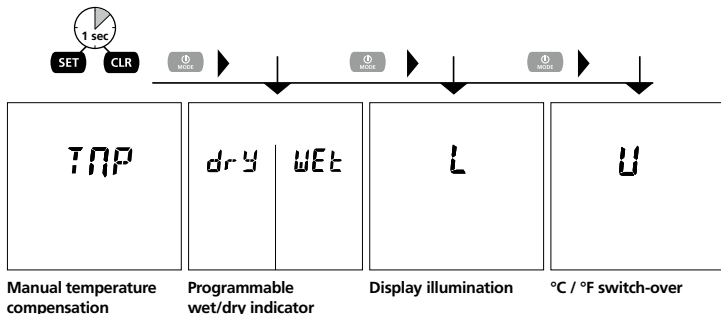 1 sec
SET CLR
MODE MODE MODE
TMP dry WEt L U
Manual temperature compensation
Programmable wet/dry indicator
Display illumination
°C / °F switch-over